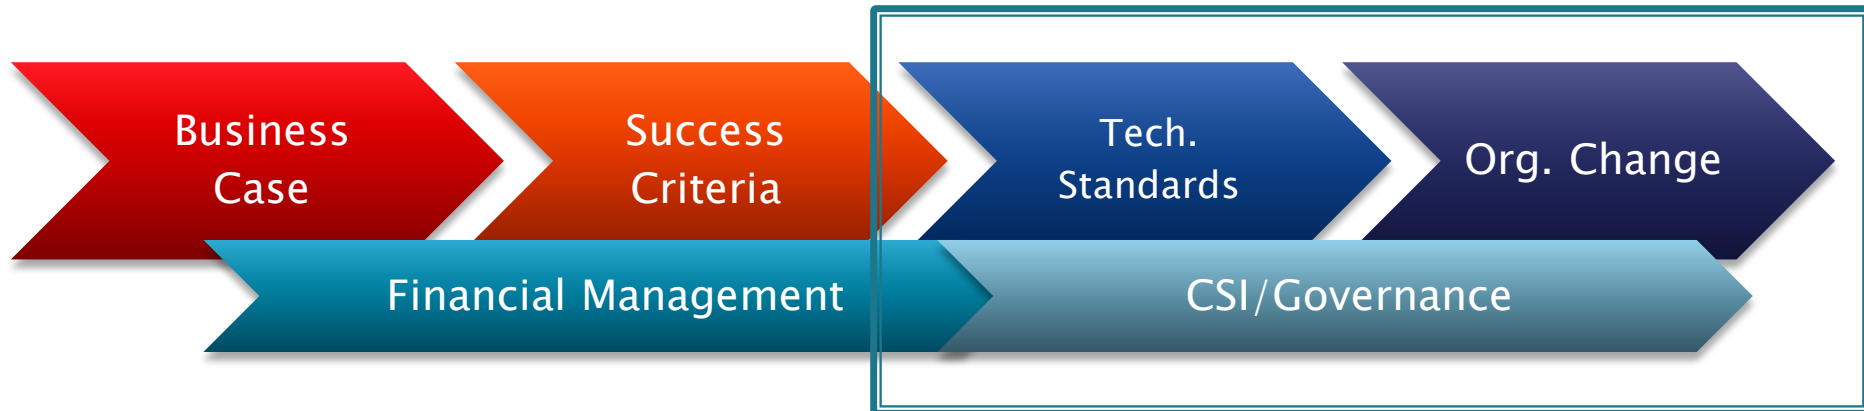 Business
Case
Success
Criteria
Tech.
Standards
Org. Change
Financial Management
CSI/Governance